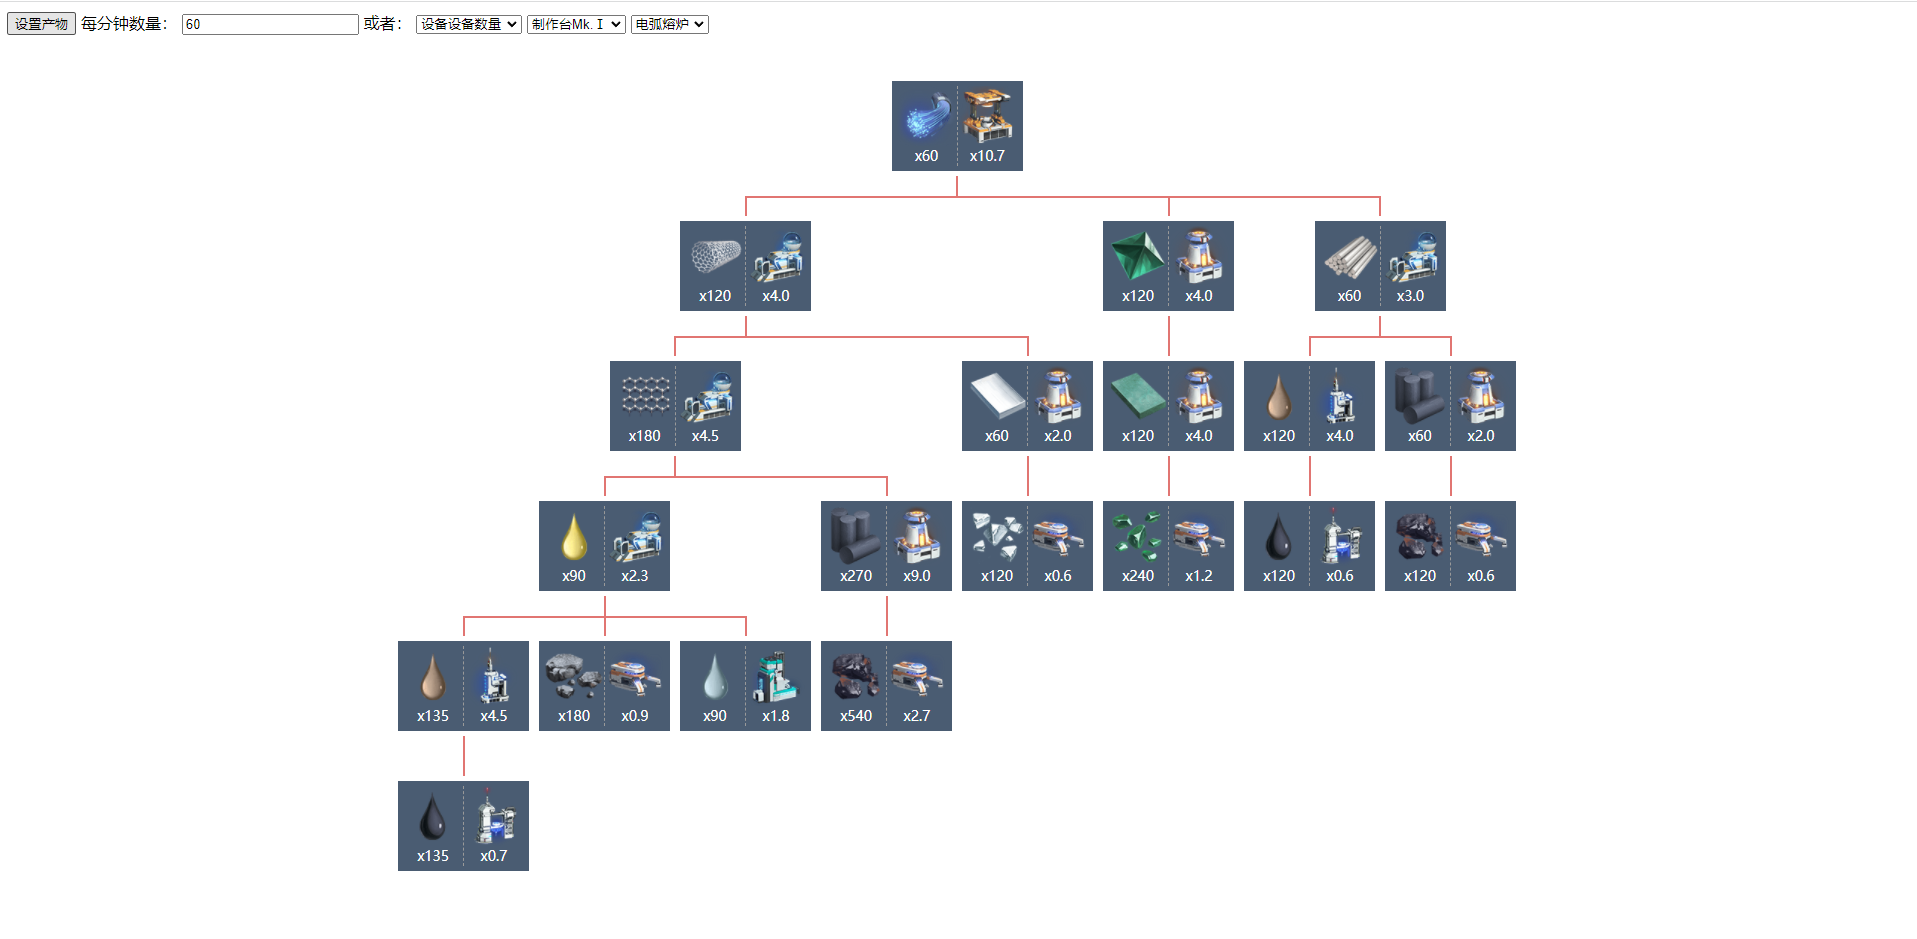 设置产物 每分钟数量： 60 或者： 设备设备数量 制作台Mk.I 电弧熔炉
x60 x10.7
x120 x4.0 x120 x4.0 x60 x3.0
x180 x4.5 x60 x2.0 x120 x4.0 x120 x4.0 x60 x2.0
x90 x2.3 x270 x9.0 x120 x0.6 x240 x1.2 x120 x0.6 x120 x0.6
x135 x4.5 x180 x0.9 x90 x1.8 x540 x2.7
x135 x0.7